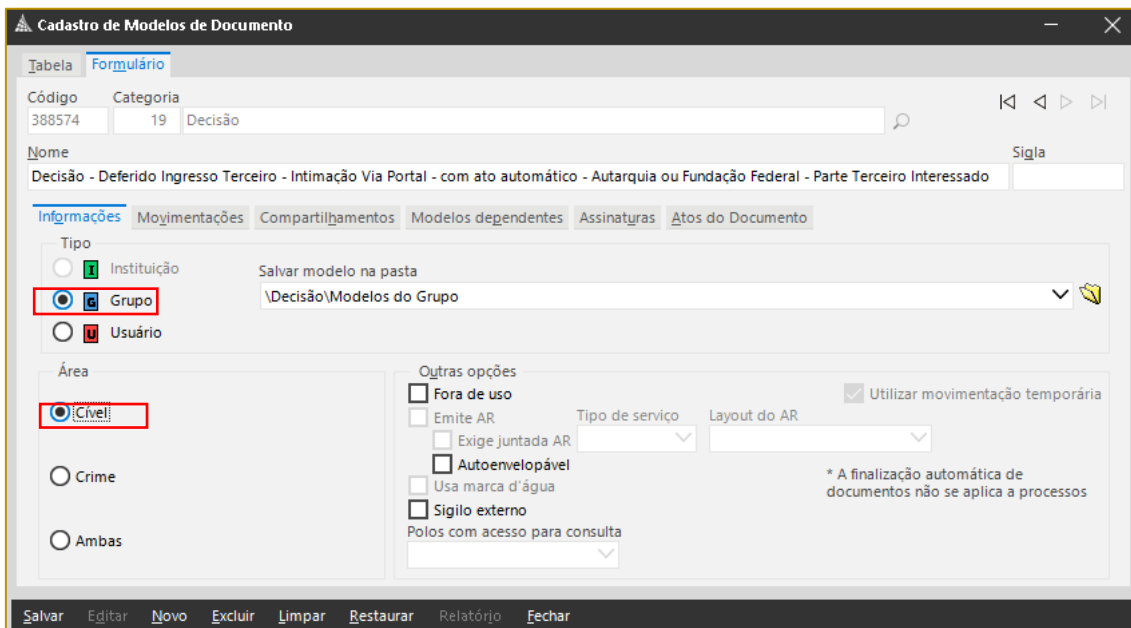 Cadastro de Modelos de Documento
Tabela Formulário
Código Categoria
388574 19 Decisão
Nome Sigla
Decisão - Deferido Ingresso Terceiro - Intimação Via Portal - com ato automático - Autarquia ou Fundação Federal - Parte Terceiro Interessado
Informações Movimentações Compartilhamentos Modelos dependentes Assinaturas Atos do Documento
Tipo
I Instituição
Salvar modelo na pasta
G Grupo
\Decisão\Modelos do Grupo
U Usuário
Área
Cível
Crime
Ambas
Outras opções
Fora de uso
Utilizar movimentação temporária
Emite AR Tipo de serviço Layout do AR
Exige juntada AR
Autoenvelopável
* A finalização automática de
documentos não se aplica a processos
Usa marca d'água
Sigilo externo
Polos com acesso para consulta
Salvar Editar Novo Excluir Limpar Restaurar Relatório Fechar